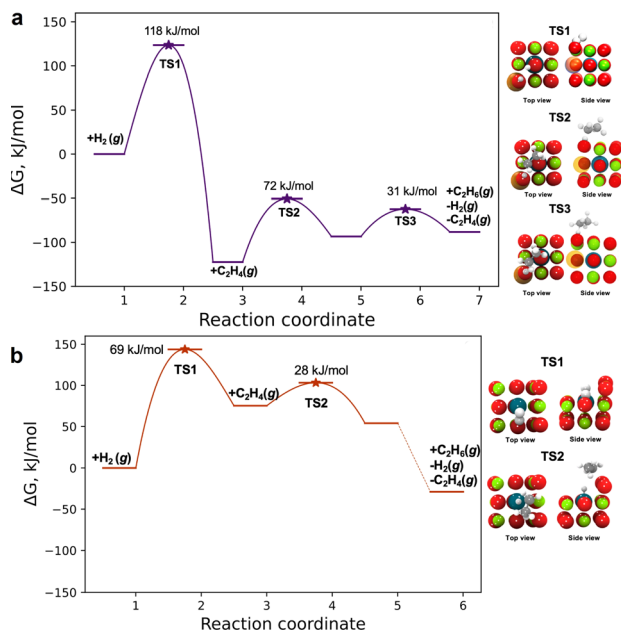 a
118 kJ/mol
TS1
+H2(g)
72 kJ/mol
TS2
31 kJ/mol
TS3
+C2H6(g)
-H2(g)
-C2H4(g)
+C2H4(g)
ΔG, kJ/mol
150
100
50
0
−50
−100
−150
1 2 3 4 5 6 7
Reaction coordinate
TS1
Top view Side view
TS2
Top view Side view
TS3
Top view Side view
b
69 kJ/mol
TS1
+H2(g)
+C2H4(g)
28 kJ/mol
TS2
+C2H6(g)
-H2(g)
-C2H4(g)
ΔG, kJ/mol
150
100
50
0
−50
−100
−150
1 2 3 4 5 6
Reaction coordinate
TS1
Top view Side view
TS2
Top view Side view